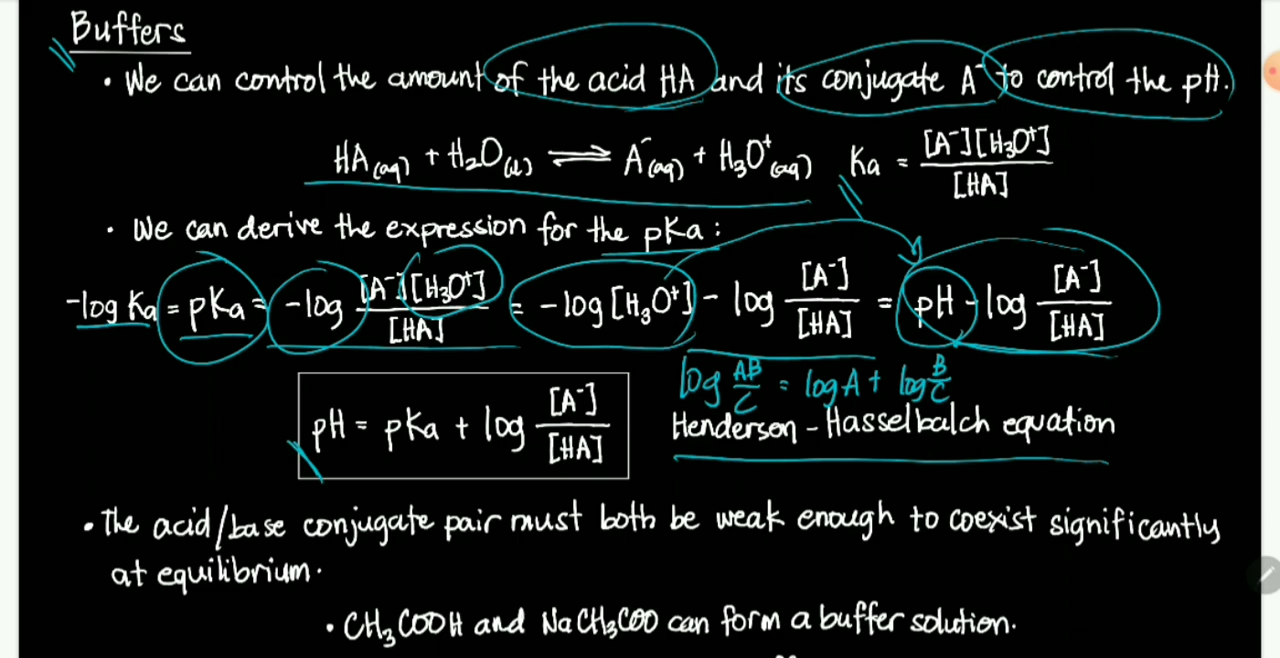 Buffers
• We can control the amount of the acid HA and its conjugate A⁻ to control the pH.
HA(aq) + H₂O(l) ⇌ A⁻(aq) + H₃O⁺(aq) Ka = [A⁻][H₃O⁺]/[HA]
• We can derive the expression for the pKa:
-log Ka = pKa = -log [A⁻][H₃O⁺]/[HA] = -log[H₃O⁺] - log [A⁻]/[HA] = pH - log [A⁻]/[HA]
log AB/C = log A + log B/C
pH = pKa + log [A⁻]/[HA] Henderson-Hasselbalch equation
• The acid/base conjugate pair must both be weak enough to coexist significantly
at equilibrium.
• CH₃COOH and NaCH₃COO can form a buffer solution.